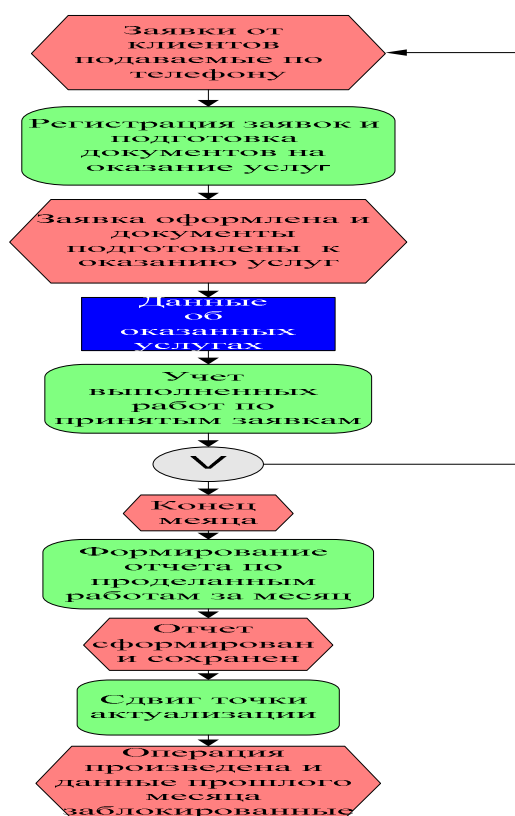 Заявки от
клиентов
подаваемые по
телефону
Регистрация заявок и
подготовка
документов на
оказание услуг
Заявка оформлена и
документы
подготовлены к
оказанию услуг
Данные
об
оказанных
услугах
Учет
выполненных
работ по
принятым заявкам
V
Конец
месяца
Формирование
отчета по
проделанным
работам за месяц
Отчет
сформирован
и сохранен
Сдвиг точки
актуализации
Операция
произведена и
данные прошлого
месяца
заблокированные